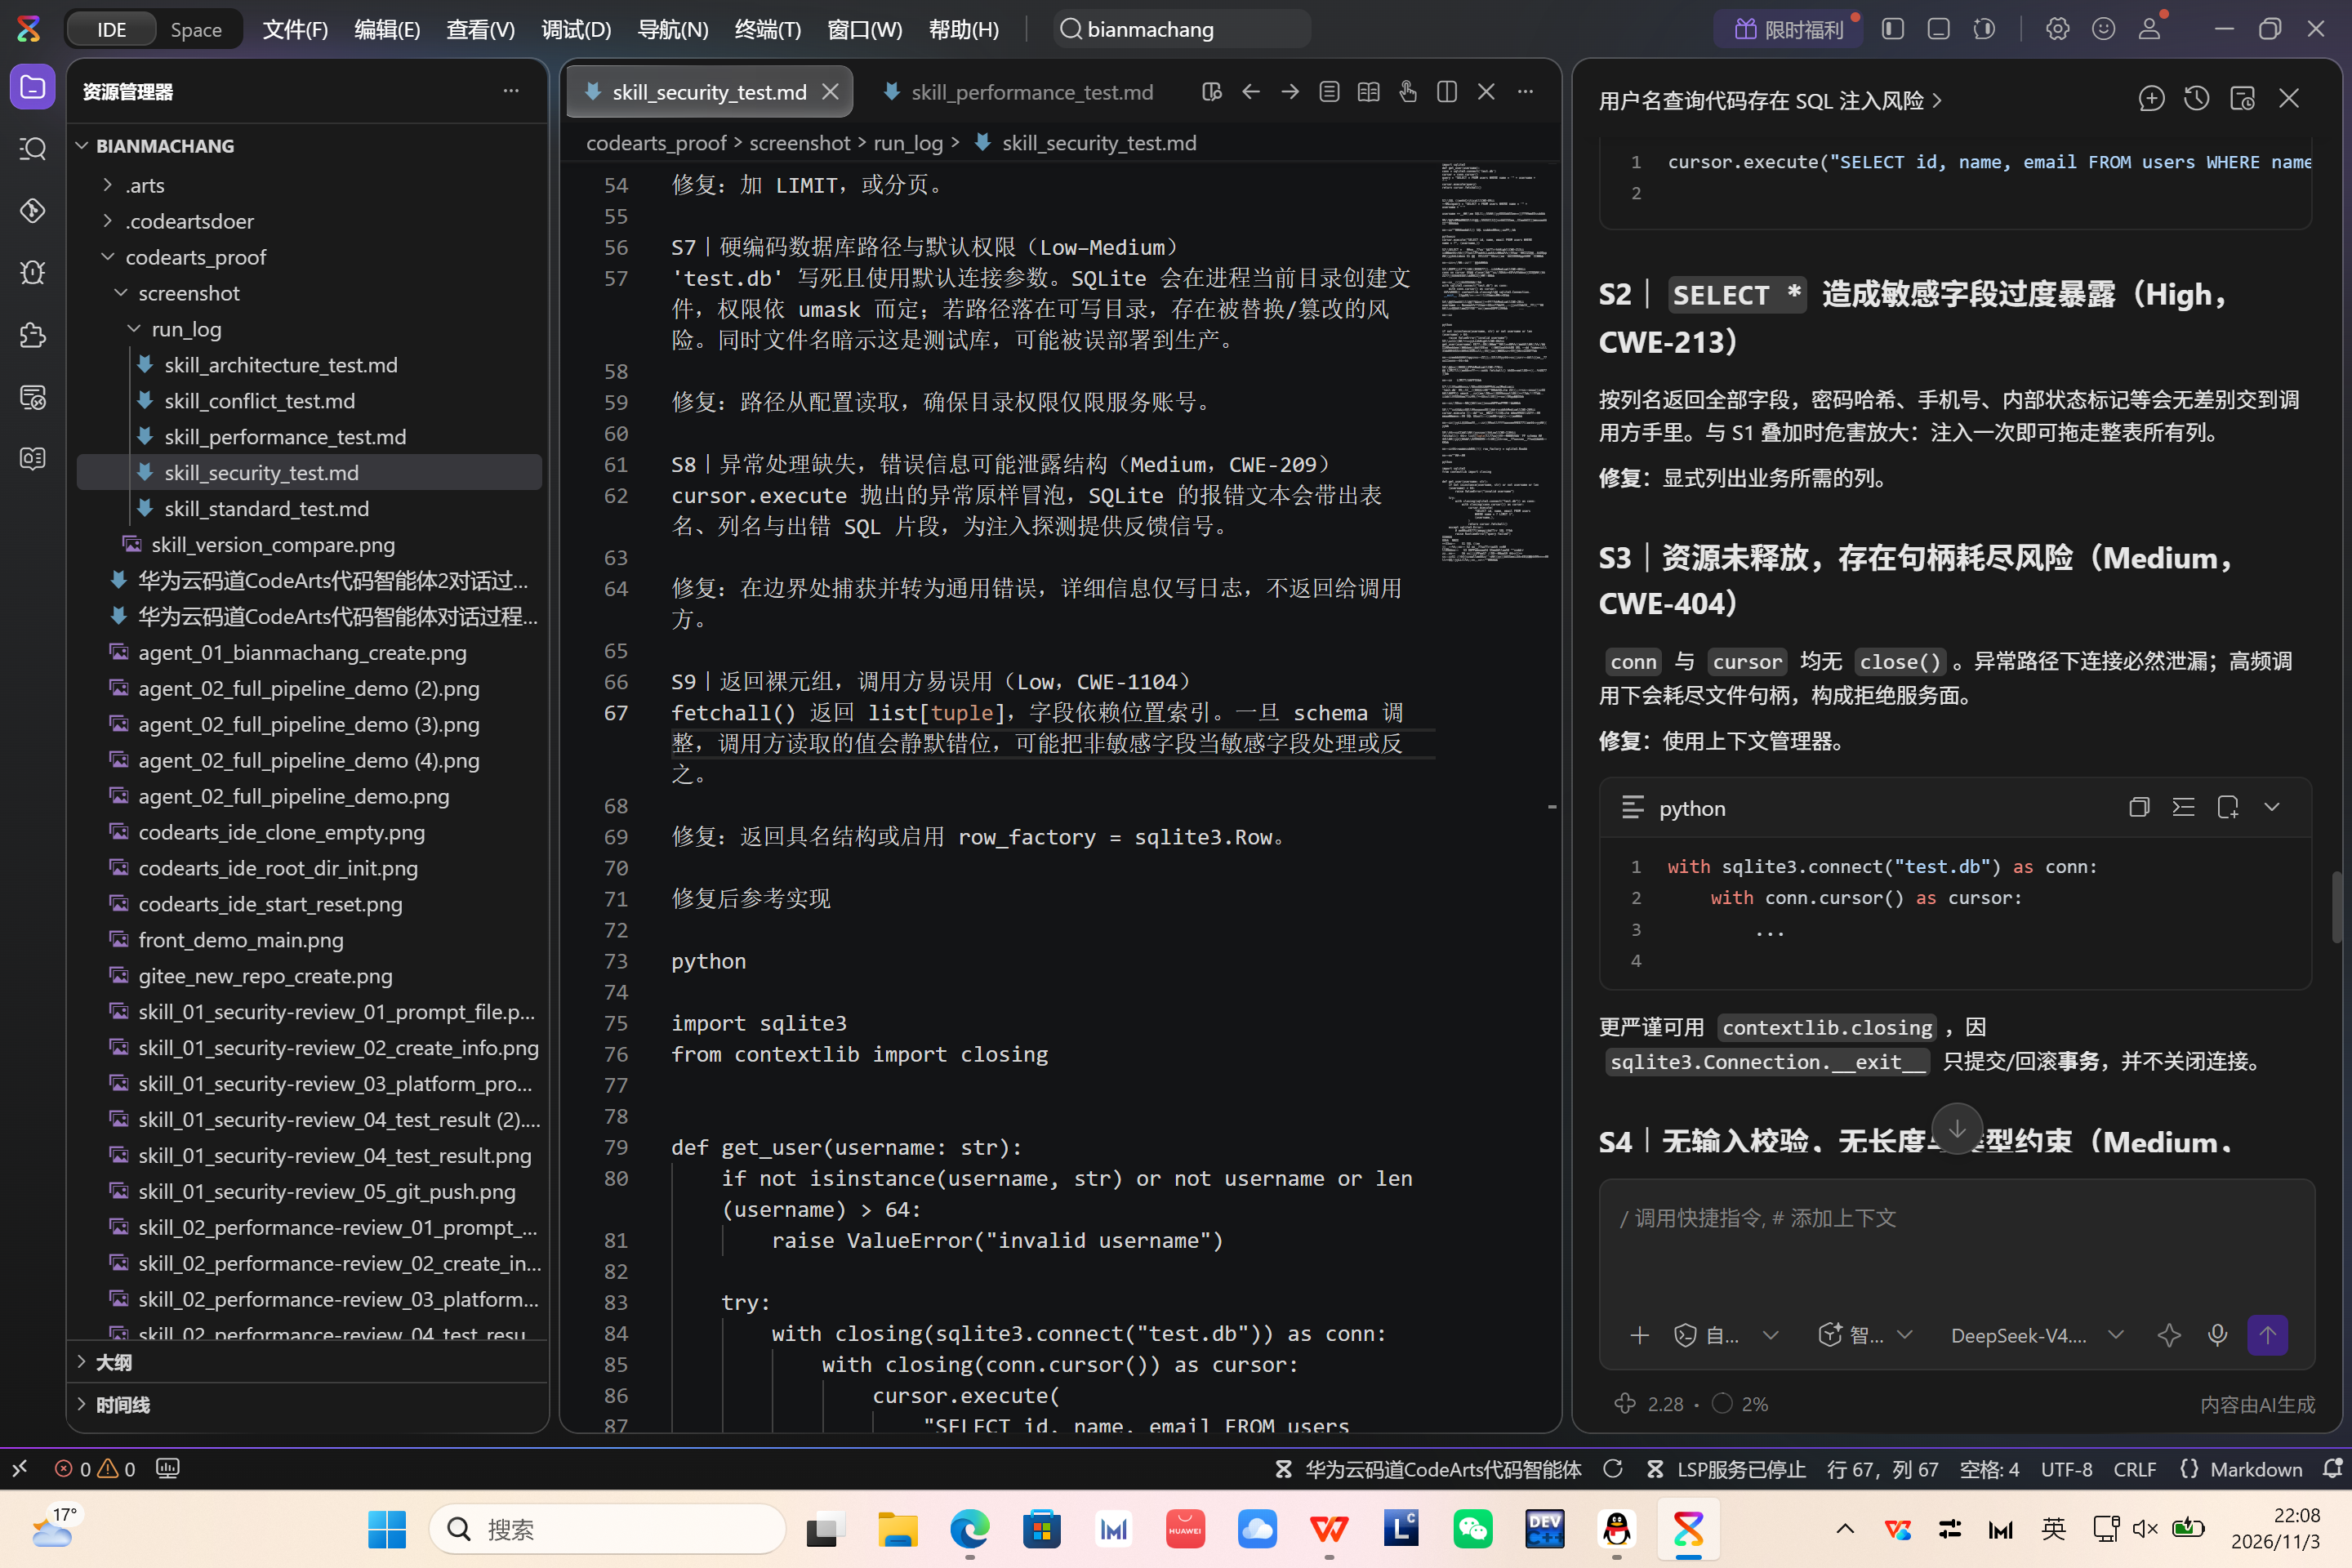 IDE Space 文件(F) 编辑(E) 查看(V) 调试(D) 导航(N) 终端(T) 窗口(W) 帮助(H) bianmachang 限时福利
资源管理器
BIANMACHANG
.arts
.codeartsdoer
codearts_proof
screenshot
run_log
skill_architecture_test.md
skill_conflict_test.md
skill_performance_test.md
skill_security_test.md
skill_standard_test.md
skill_version_compare.png
华为云码道CodeArts代码智能体2对话过...
华为云码道CodeArts代码智能体对话过程...
agent_01_bianmachang_create.png
agent_02_full_pipeline_demo (2).png
agent_02_full_pipeline_demo (3).png
agent_02_full_pipeline_demo (4).png
agent_02_full_pipeline_demo.png
codearts_ide_clone_empty.png
codearts_ide_root_dir_init.png
codearts_ide_start_reset.png
front_demo_main.png
gitee_new_repo_create.png
skill_01_security-review_01_prompt_file.p...
skill_01_security-review_02_create_info.png
skill_01_security-review_03_platform_pro...
skill_01_security-review_04_test_result (2)....
skill_01_security-review_04_test_result.png
skill_01_security-review_05_git_push.png
skill_02_performance-review_01_prompt_...
skill_02_performance-review_02_create_in...
skill_02_performance-review_03_platform...
skill_02_performance-review_04_test_resu
大纲
时间线
skill_security_test.md skill_performance_test.md
codearts_proof > screenshot > run_log > skill_security_test.md
54 修复：加 LIMIT，或分页。
55
56 S7｜硬编码数据库路径与默认权限（Low-Medium）
57 'test.db' 写死且使用默认连接参数。SQLite 会在进程当前目录创建文
件，权限依 umask 而定；若路径落在可写目录，存在被替换/篡改的风
险。同时文件名暗示这是测试库，可能被误部署到生产。
58
59 修复：路径从配置读取，确保目录权限仅限服务账号。
60
61 S8｜异常处理缺失，错误信息可能泄露结构（Medium，CWE-209）
62 cursor.execute 抛出的异常原样冒泡，SQLite 的报错文本会带出表
名、列名与出错 SQL 片段，为注入探测提供反馈信号。
63
64 修复：在边界处捕获并转为通用错误，详细信息仅写日志，不返回给调用
方。
65
66 S9｜返回裸元组，调用方易误用（Low，CWE-1104）
67 fetchall() 返回 list[tuple]，字段依赖位置索引。一旦 schema 调
整，调用方读取的值会静默错位，可能把非敏感字段当敏感字段处理或反
之。
68
69 修复：返回具名结构或启用 row_factory = sqlite3.Row。
70
71 修复后参考实现
72
73 python
74
75 import sqlite3
76 from contextlib import closing
77
78
79 def get_user(username: str):
80 if not isinstance(username, str) or not username or len
(username) > 64:
81 raise ValueError("invalid username")
82
83 try:
84 with closing(sqlite3.connect("test.db")) as conn:
85 with closing(conn.cursor()) as cursor:
86 cursor.execute(
87 "SELECT id, name, email FROM users
用户名查询代码存在 SQL 注入风险
1 cursor.execute("SELECT id, name, email FROM users WHERE name
2
S2｜ SELECT * 造成敏感字段过度暴露（High，
CWE-213）
按列名返回全部字段，密码哈希、手机号、内部状态标记等会无差别交到调
用方手里。与 S1 叠加时危害放大：注入一次即可拖走整表所有列。
修复：显式列出业务所需的列。
S3｜资源未释放，存在句柄耗尽风险（Medium，
CWE-404）
conn 与 cursor 均无 close() 。异常路径下连接必然泄漏；高频调
用下会耗尽文件句柄，构成拒绝服务面。
修复：使用上下文管理器。
python
1 with sqlite3.connect("test.db") as conn:
2 with conn.cursor() as cursor:
3 ...
4
更严谨可用 contextlib.closing ，因
sqlite3.Connection.__exit__ 只提交/回滚事务，并不关闭连接。
S4｜无输入校验，无长度与类型约束（Medium，
/ 调用快捷指令, # 添加上下文
自... 智... DeepSeek-V4....
2.28 · 2% 内容由AI生成
0 0 华为云码道CodeArts代码智能体 LSP服务已停止 行 67，列 67 空格: 4 UTF-8 CRLF Markdown
17° 搜索 HUAWEI LC DEV C++ 英 22:08
2026/11/3